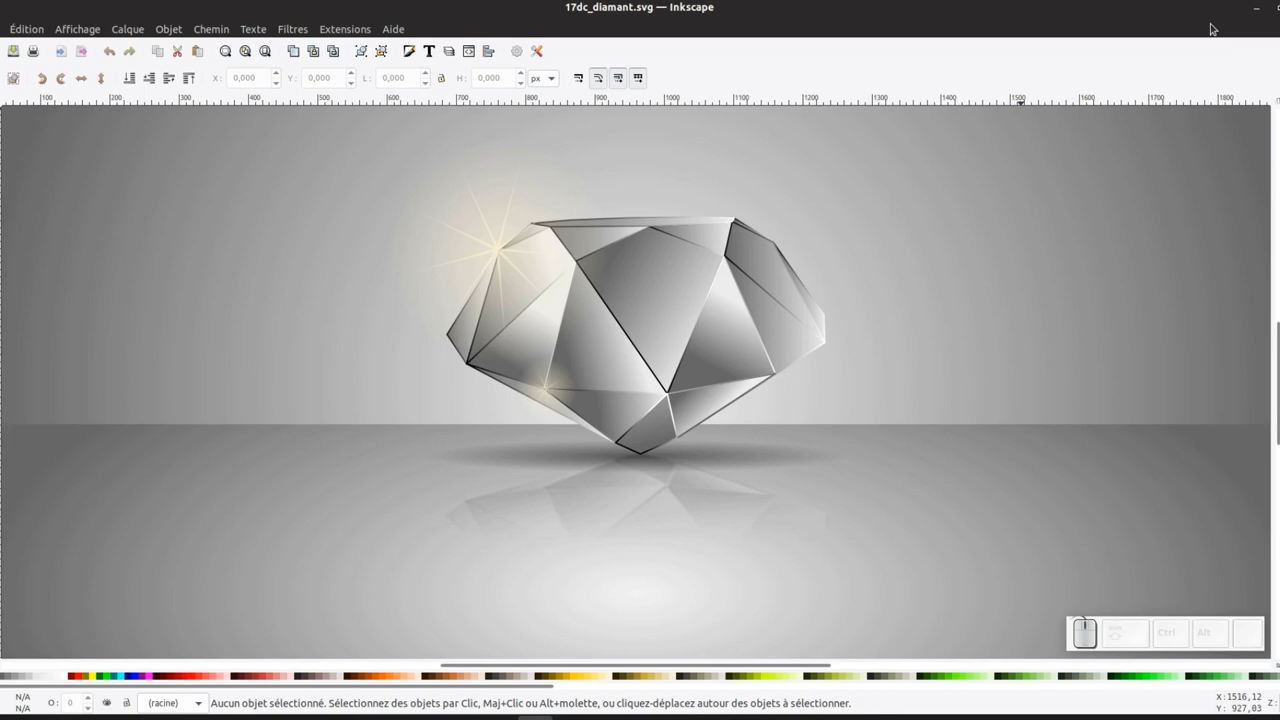 17dc_diamant.svg — Inkscape
Édition Affichage Calque Objet Chemin Texte Filtres Extensions Aide
X: 0,000 Y: 0,000 L: 0,000 H: 0,000 px
100 200 300 400 500 600 700 800 900 1000 1100 1200 1300 1400 1500 1600 1700 1800
Ctrl Alt
N/A O: 0 (racine) Aucun objet sélectionné. Sélectionnez des objets par Clic, Maj+Clic ou Alt+molette, ou cliquez-déplacez autour des objets à sélectionner. X:1516,12 Z:
N/A Y: 927,03